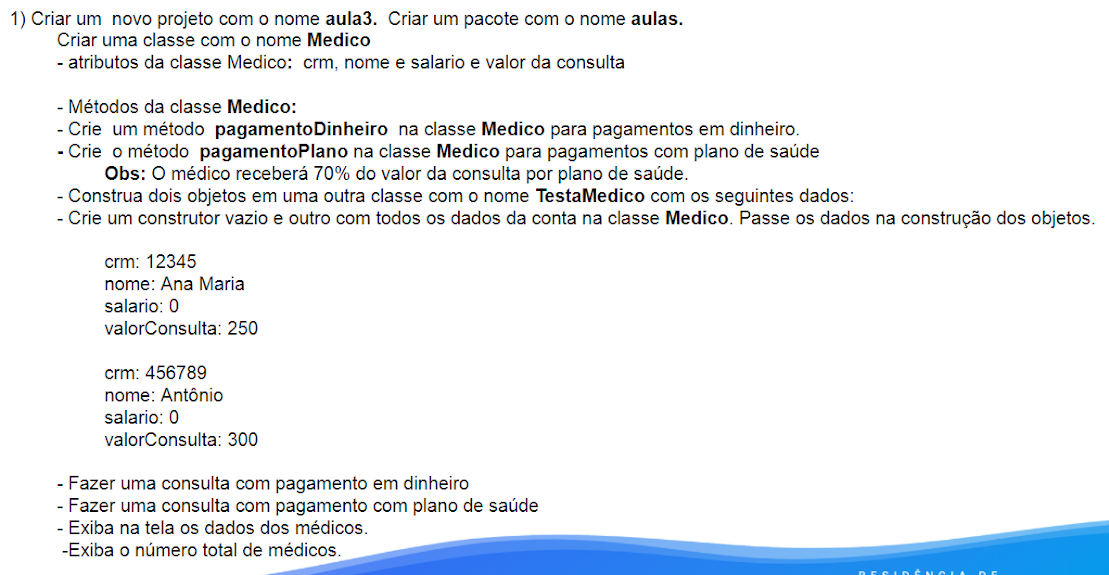 1) Criar um novo projeto com o nome aula3. Criar um pacote com o nome aulas.
Criar uma classe com o nome Medico
- atributos da classe Medico: crm, nome e salario e valor da consulta
- Métodos da classe Medico:
- Crie um método pagamentoDinheiro na classe Medico para pagamentos em dinheiro.
- Crie o método pagamentoPlano na classe Medico para pagamentos com plano de saúde
Obs: O médico receberá 70% do valor da consulta por plano de saúde.
- Construa dois objetos em uma outra classe com o nome TestaMedico com os seguintes dados:
- Crie um construtor vazio e outro com todos os dados da conta na classe Medico. Passe os dados na construção dos objetos.
crm: 12345
nome: Ana Maria
salario: 0
valorConsulta: 250
crm: 456789
nome: Antônio
salario: 0
valorConsulta: 300
- Fazer uma consulta com pagamento em dinheiro
- Fazer uma consulta com pagamento com plano de saúde
- Exiba na tela os dados dos médicos.
-Exiba o número total de médicos.
RESIDÊNCIA DE